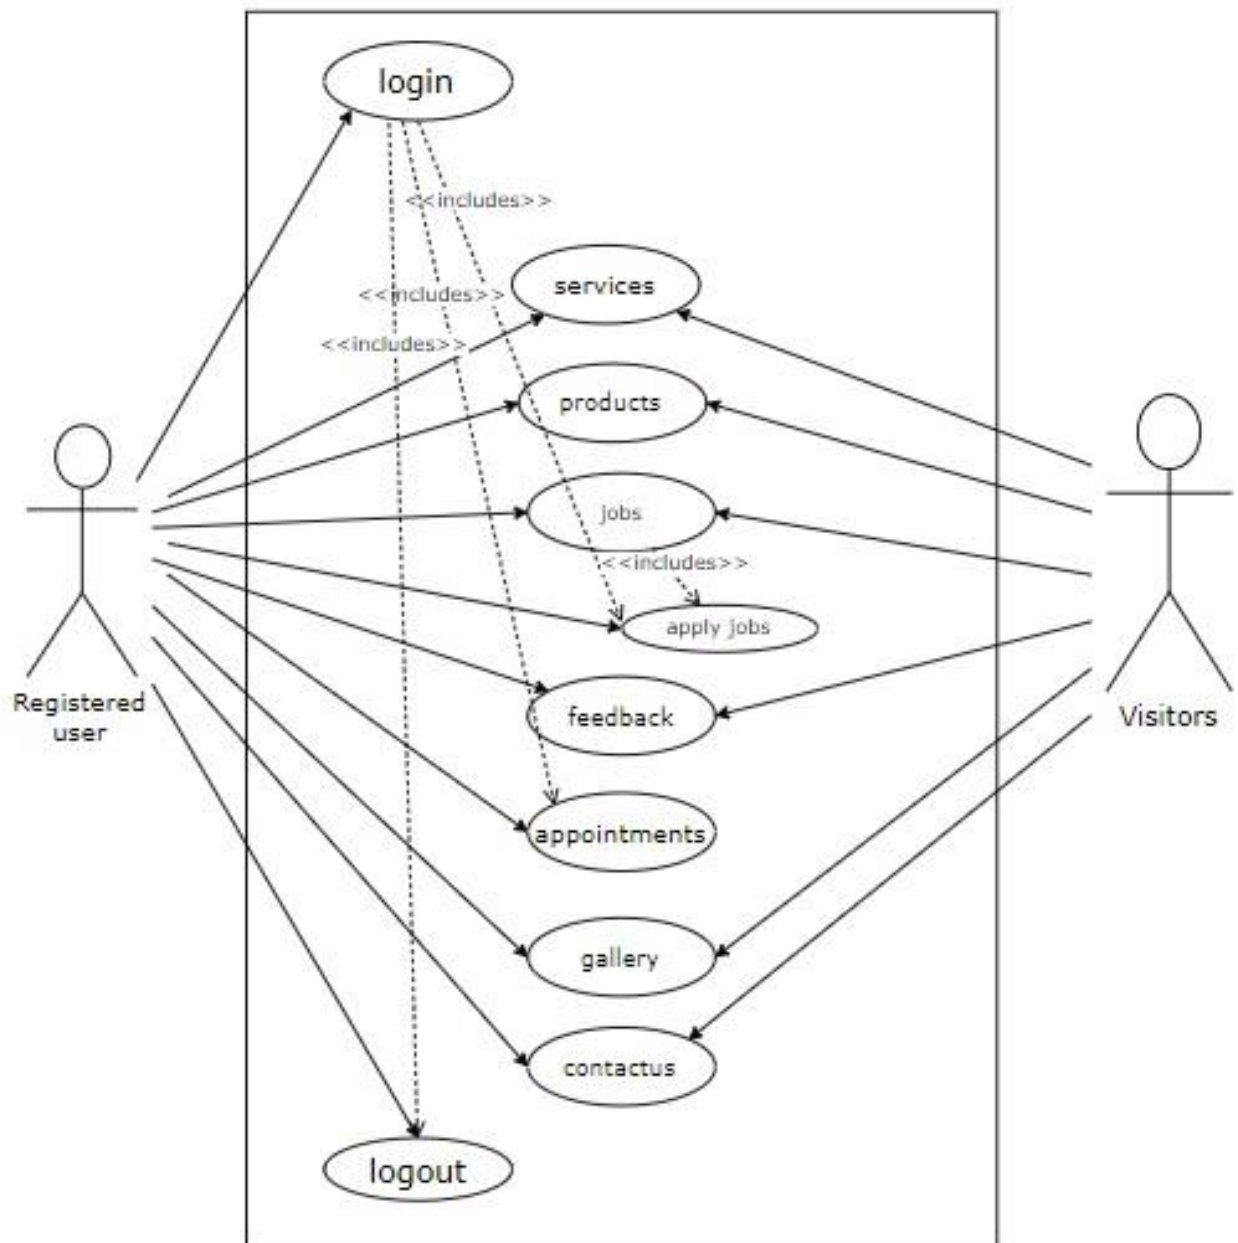 login
<<includes>>
services
<<includes>>
<<includes>>
products
jobs
<<includes>>
apply jobs
Registered
user
feedback
Visitors
appointments
gallery
contactus
logout